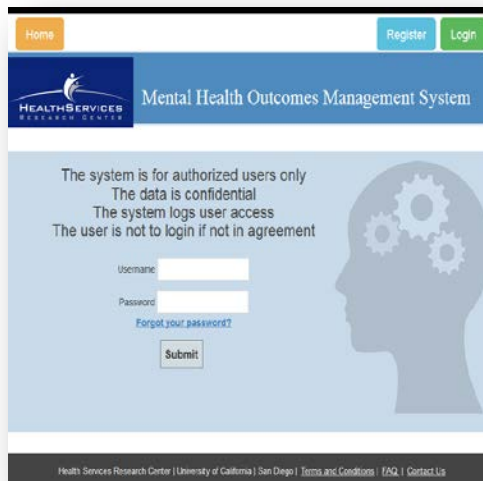 Home
Register
Login
HEALTHSERVICES
RESEARCH CENTER
Mental Health Outcomes Management System
The system is for authorized users only
The data is confidential
The system logs user access
The user is not to login if not in agreement
Username
Password
Forgot your password?
Submit
Health Services Research Center | University of California | San Diego | Terms and Conditions | FAQ | Contact Us